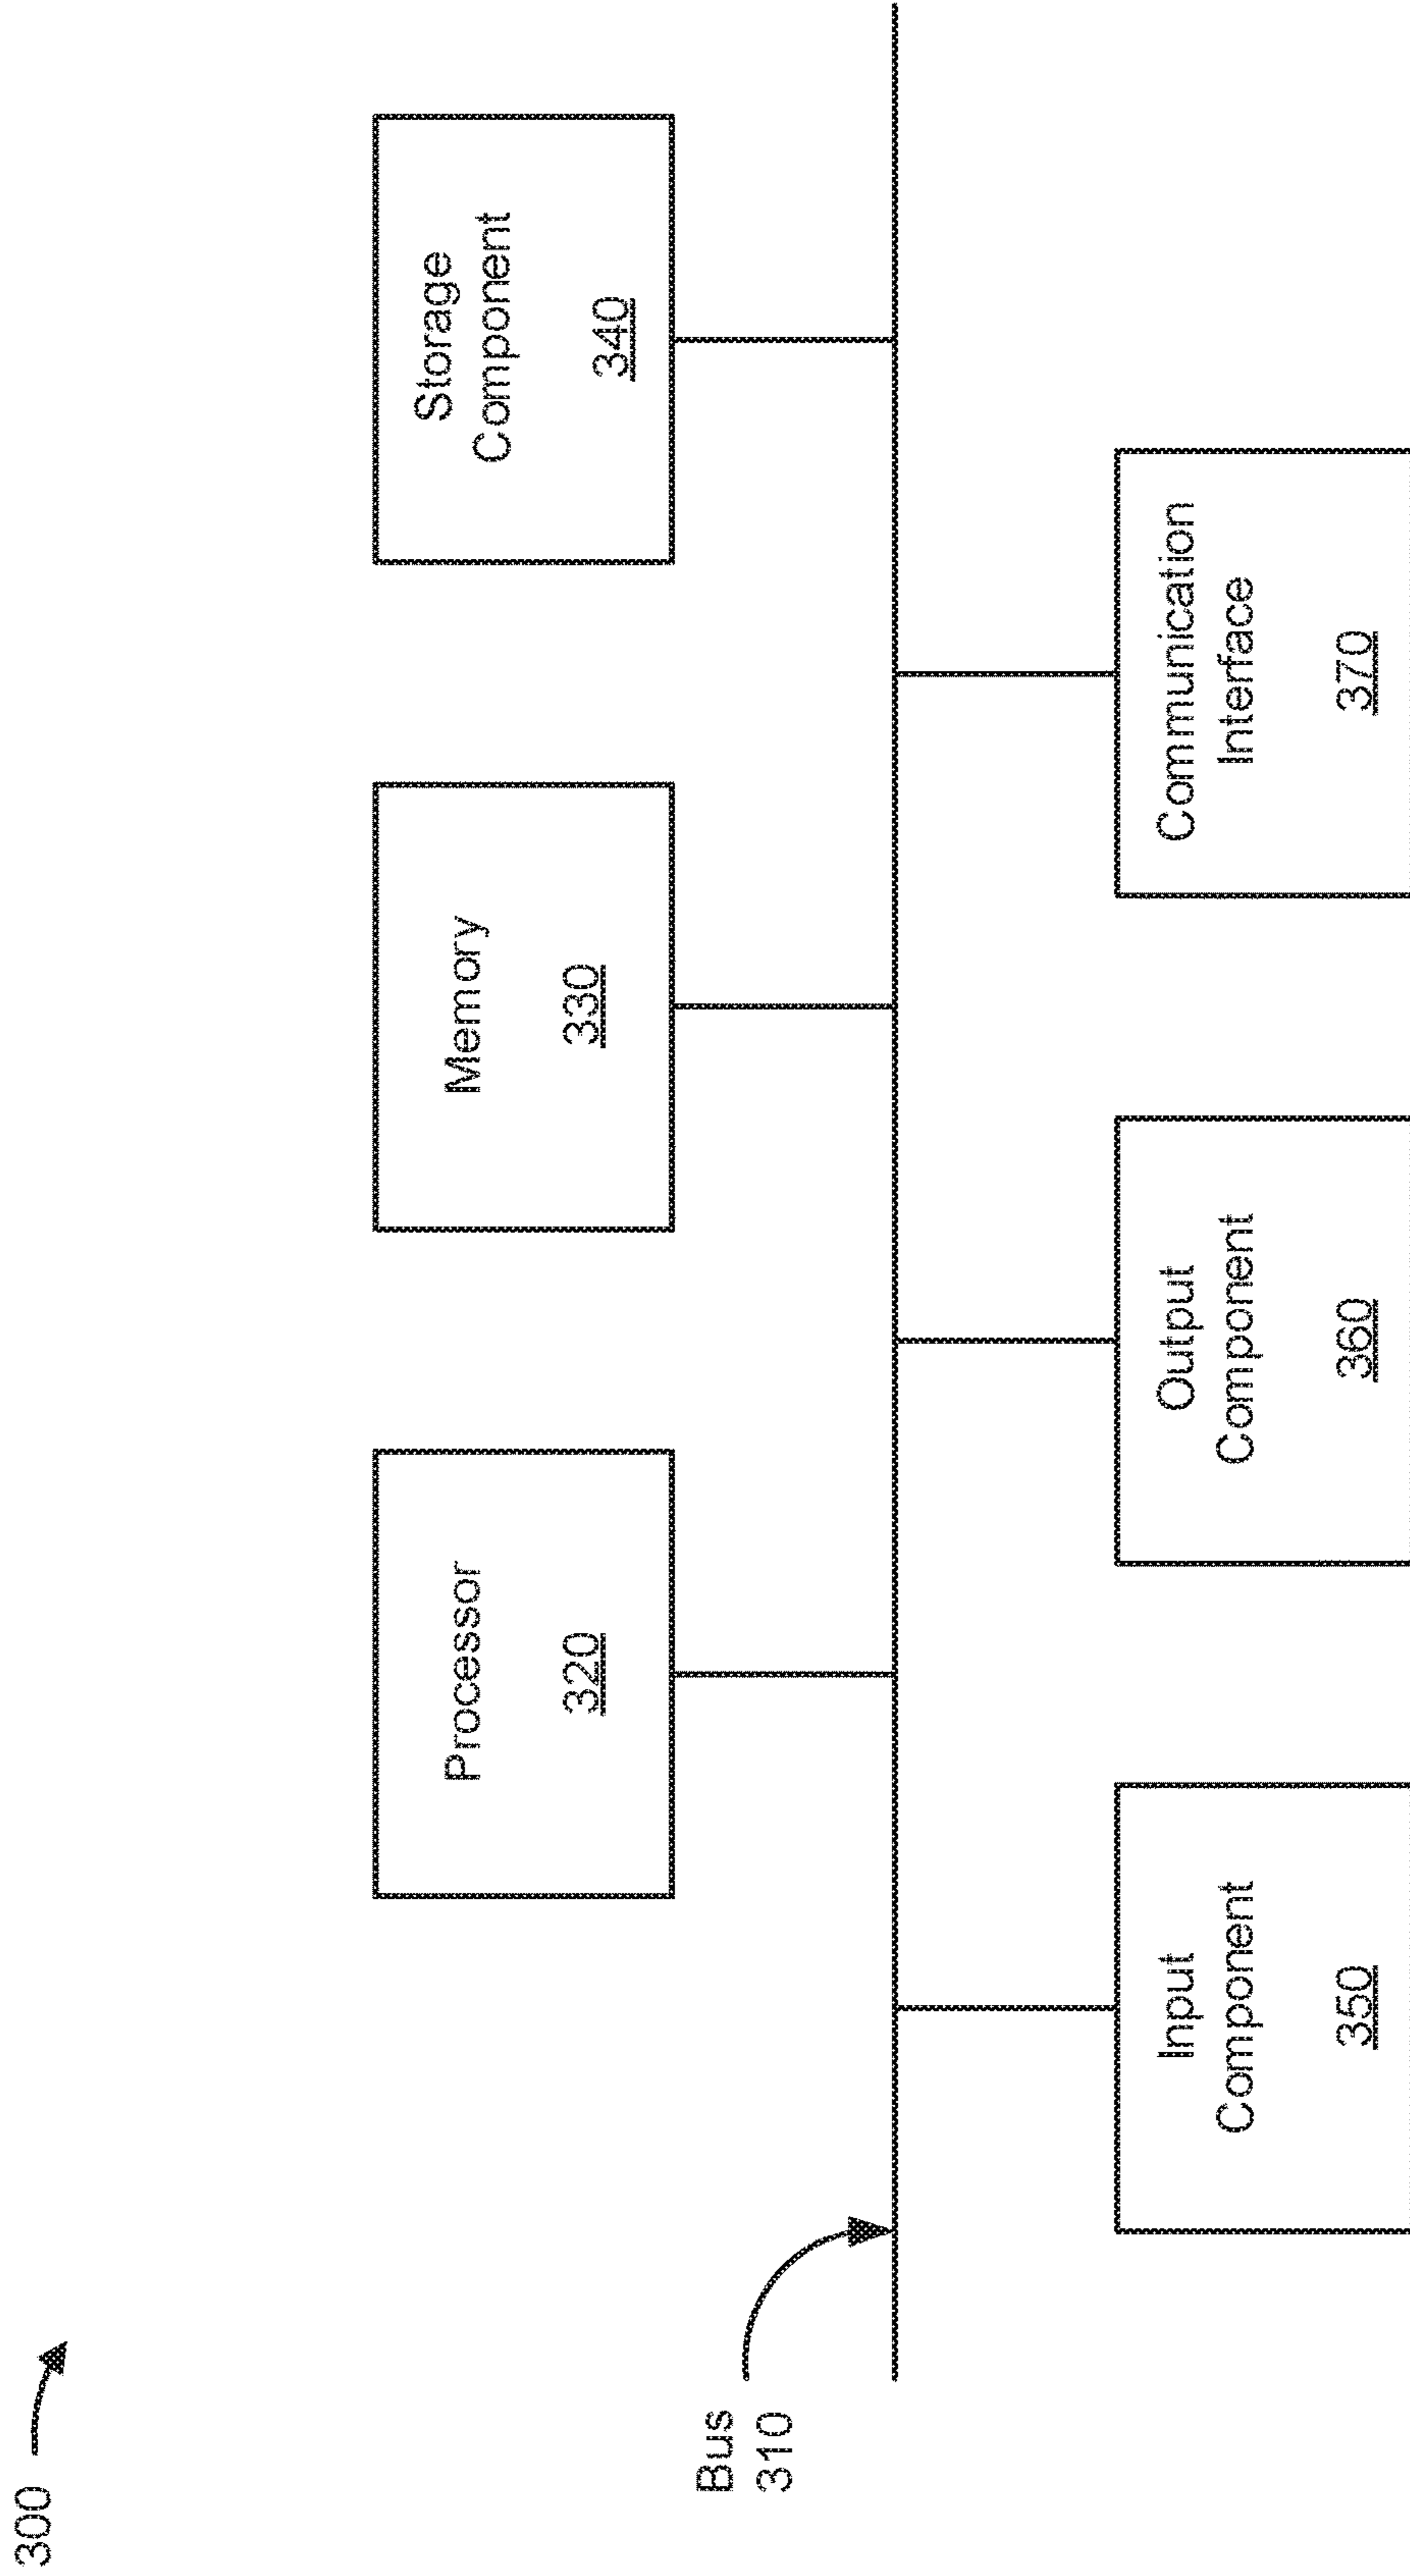 300
Processor
320
Memory
330
Storage
Component
340
Bus
310
Input
Component
350
Output
Component
360
Communication
Interface
370